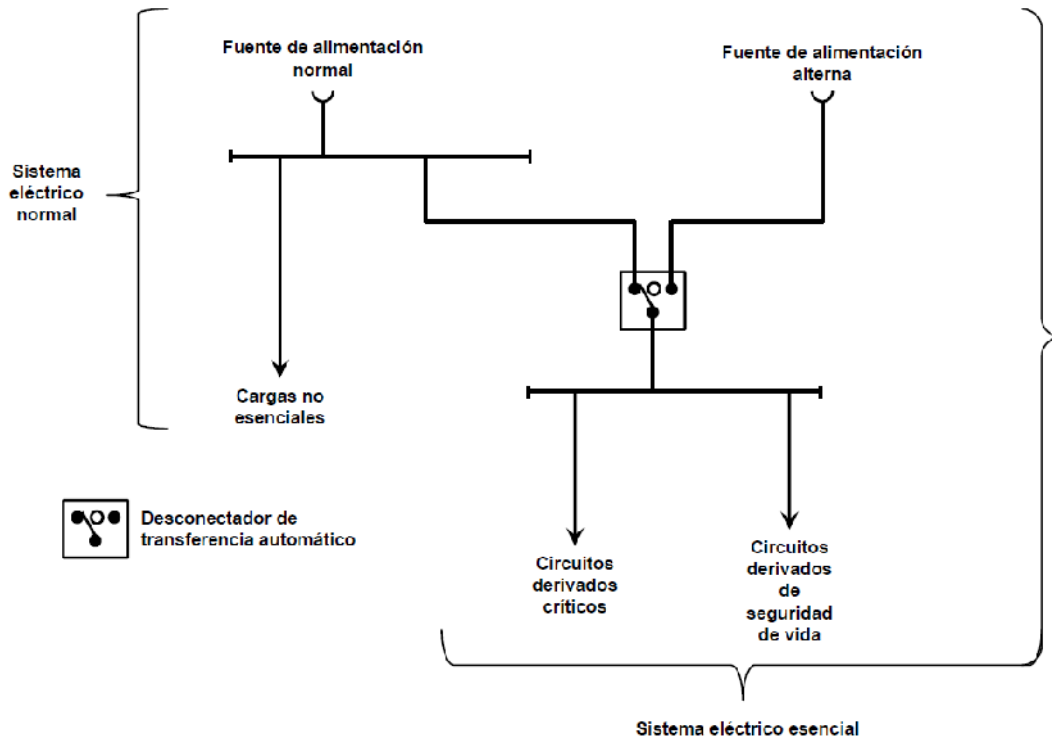 Fuente de alimentación
normal
Fuente de alimentación
alterna
Sistema
eléctrico
normal
Cargas no
esenciales
Desconectador de
transferencia automático
Circuitos
derivados
críticos
Circuitos
derivados
de
seguridad
de vida
Sistema eléctrico esencial